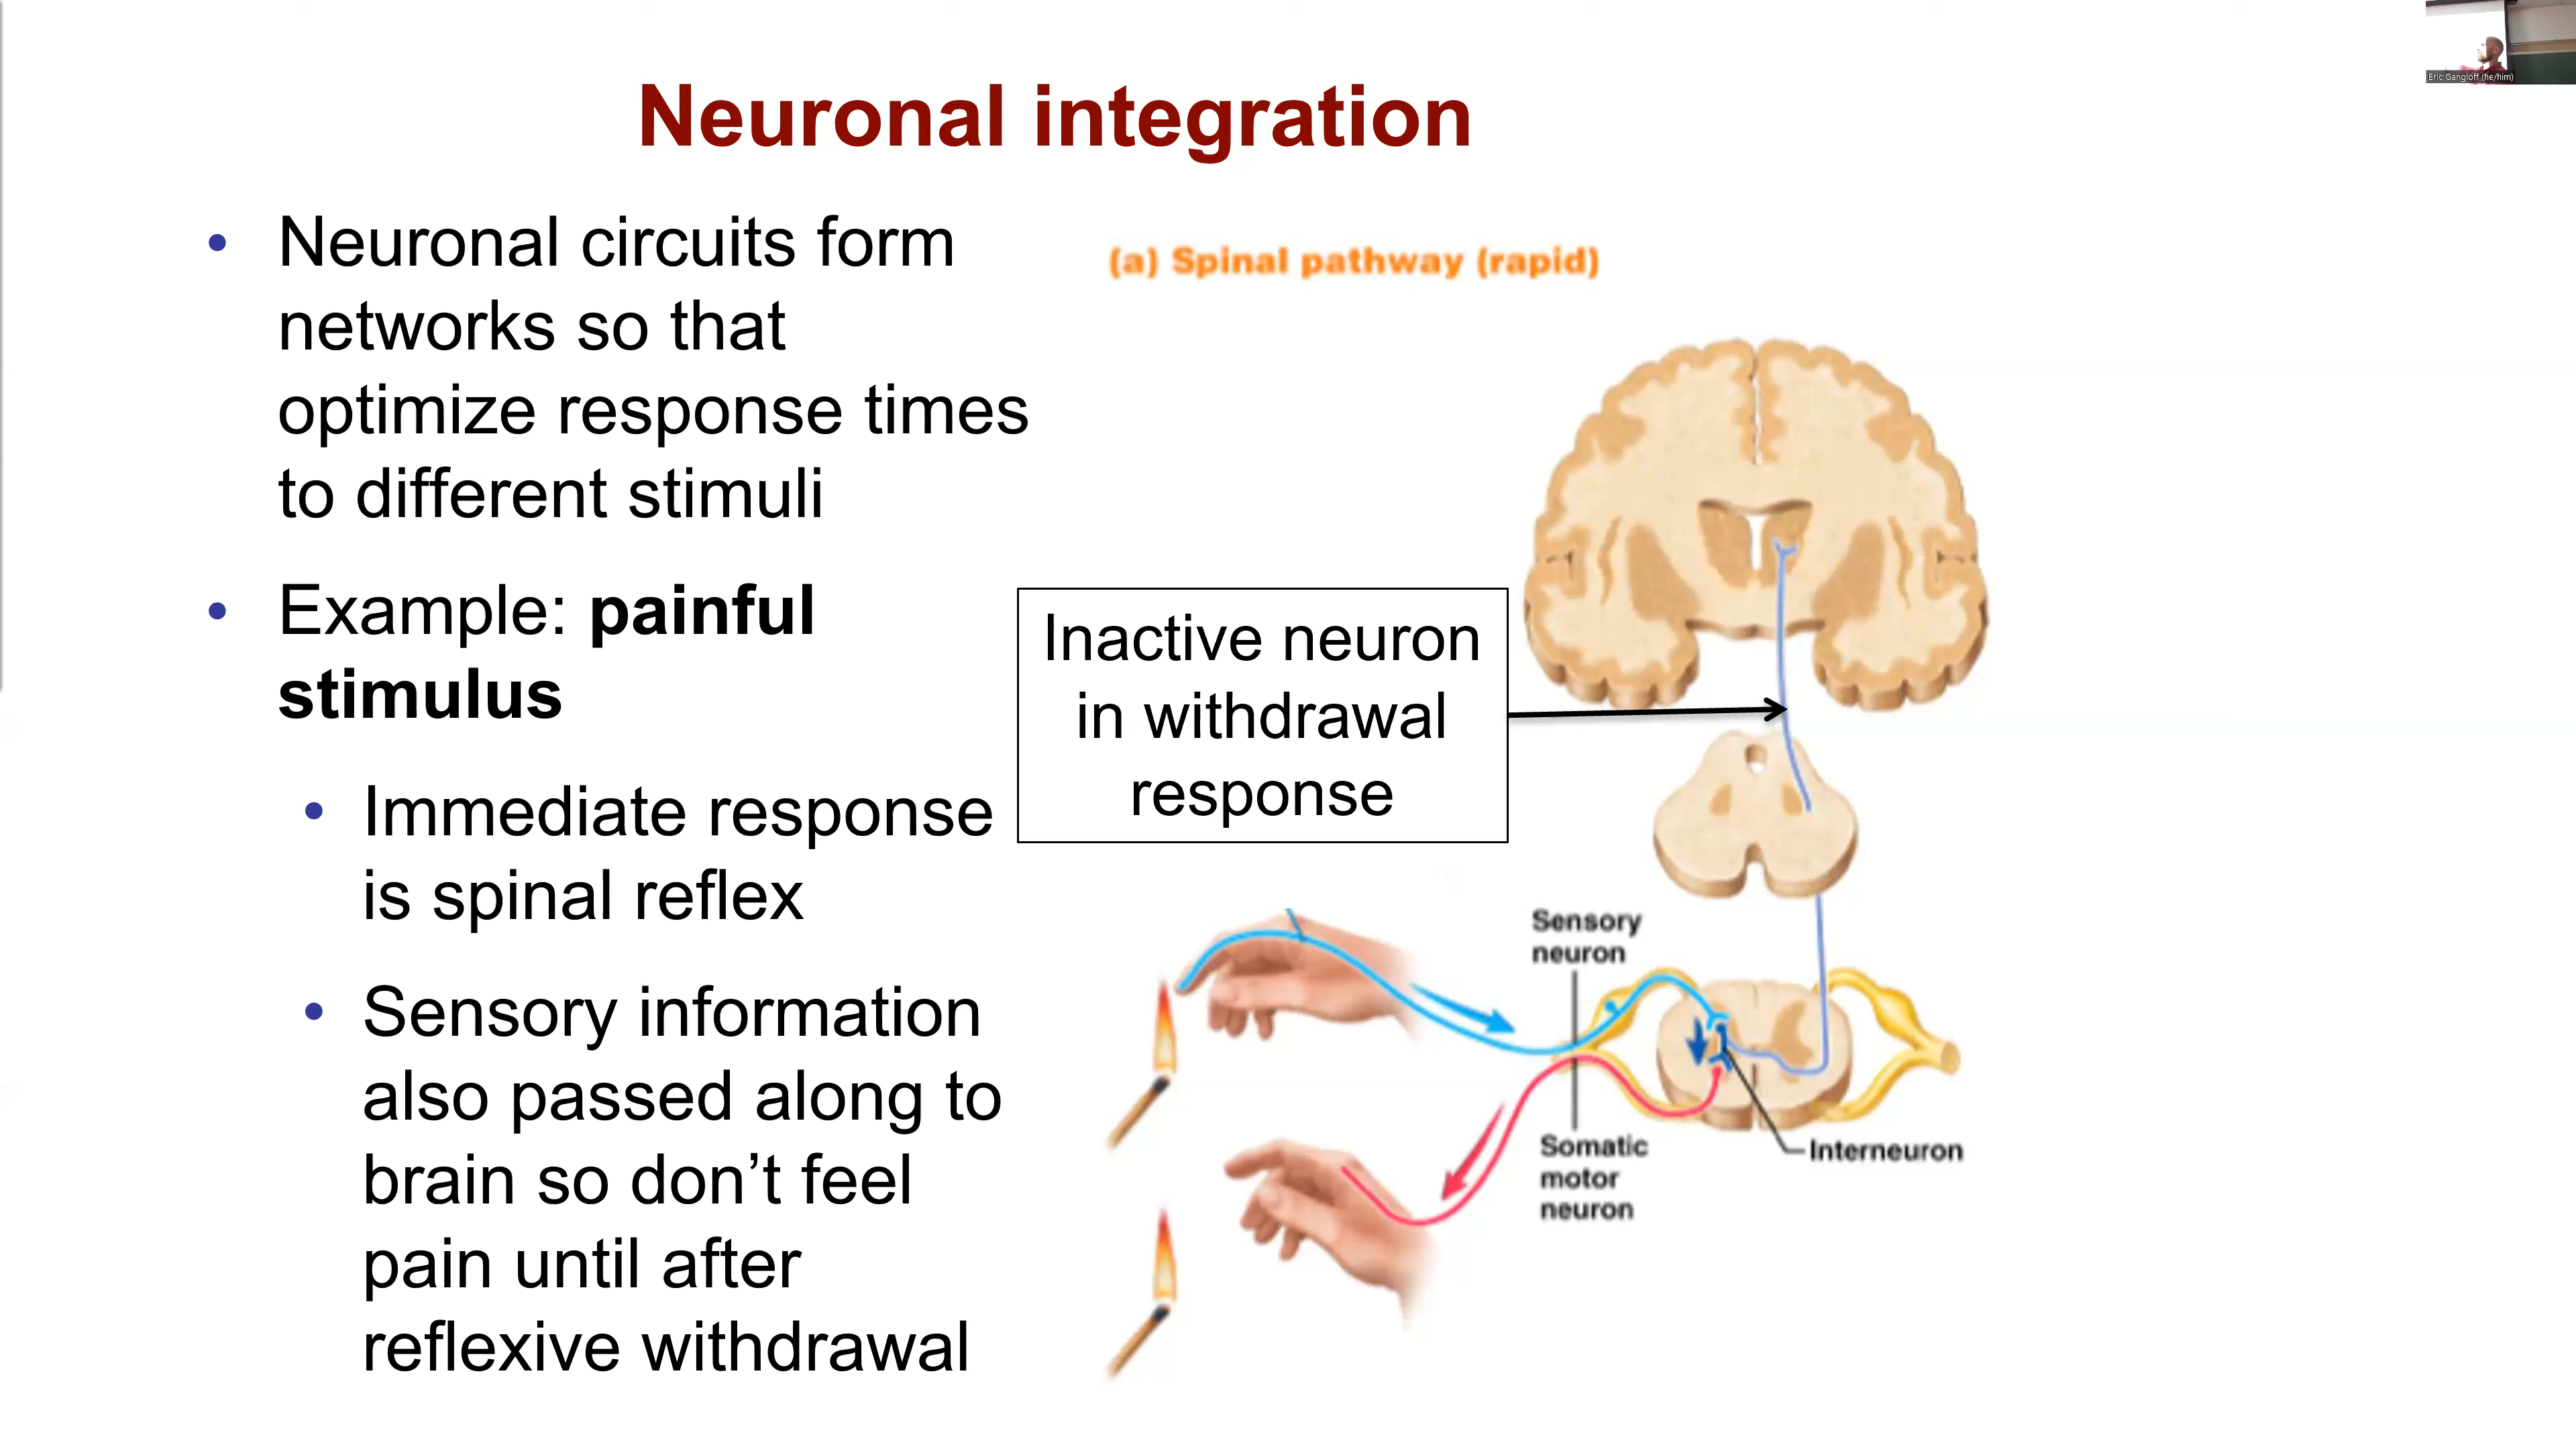 Neuronal integration
• Neuronal circuits form
networks so that
optimize response times
to different stimuli
• Example: painful
stimulus
• Immediate response
is spinal reflex
• Sensory information
also passed along to
brain so don’t feel
pain until after
reflexive withdrawal
(a) Spinal pathway (rapid)
Inactive neuron
in withdrawal
response
Sensory
neuron
Somatic
motor
neuron
Interneuron
Eric Gangloff (he/him)